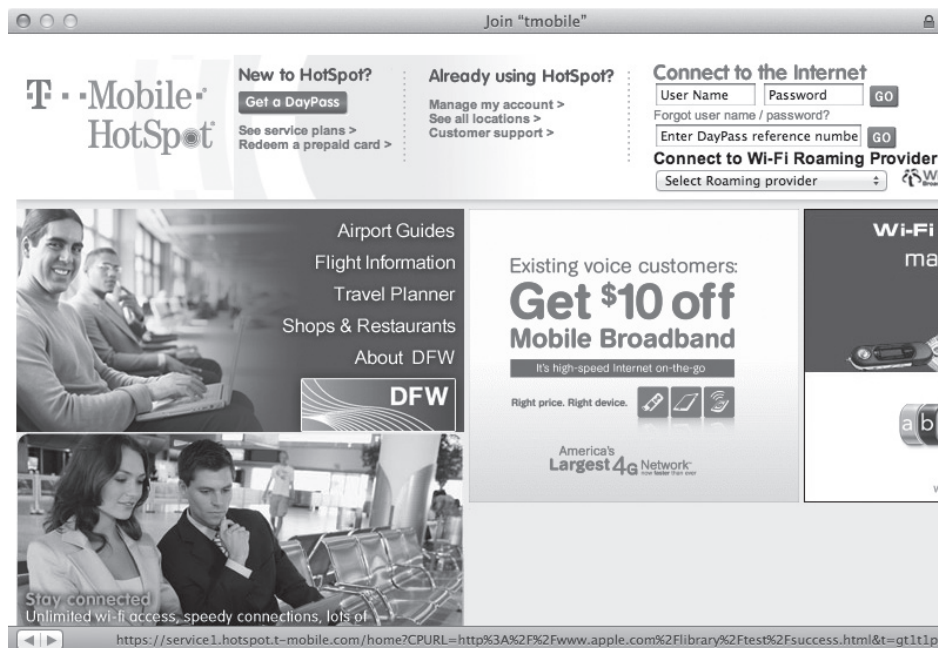 Join “tmobile”
T · · Mobile ·
HotSpot
New to HotSpot?
Get a DayPass
See service plans >
Redeem a prepaid card >
Already using HotSpot?
Manage my account >
See all locations >
Customer support >
Connect to the Internet
User Name Password GO
Forgot user name / password?
Enter DayPass reference numbe GO
Connect to Wi-Fi Roaming Provider
Select Roaming provider
Airport Guides
Flight Information
Travel Planner
Shops & Restaurants
About DFW
DFW
Stay connected
Unlimited wi-fi access, speedy connections, lots of
Existing voice customers:
Get $10 off
Mobile Broadband
It's high-speed Internet on-the-go
Right price. Right device.
America's
Largest 4G Network
now faster than ever
Wi-Fi
ma
a b
https://service1.hotspot.t-mobile.com/home?CPURL=http%3A%2F%2Fwww.apple.com%2Flibrary%2Ftest%2Fsuccess.html&t=gt1t1p